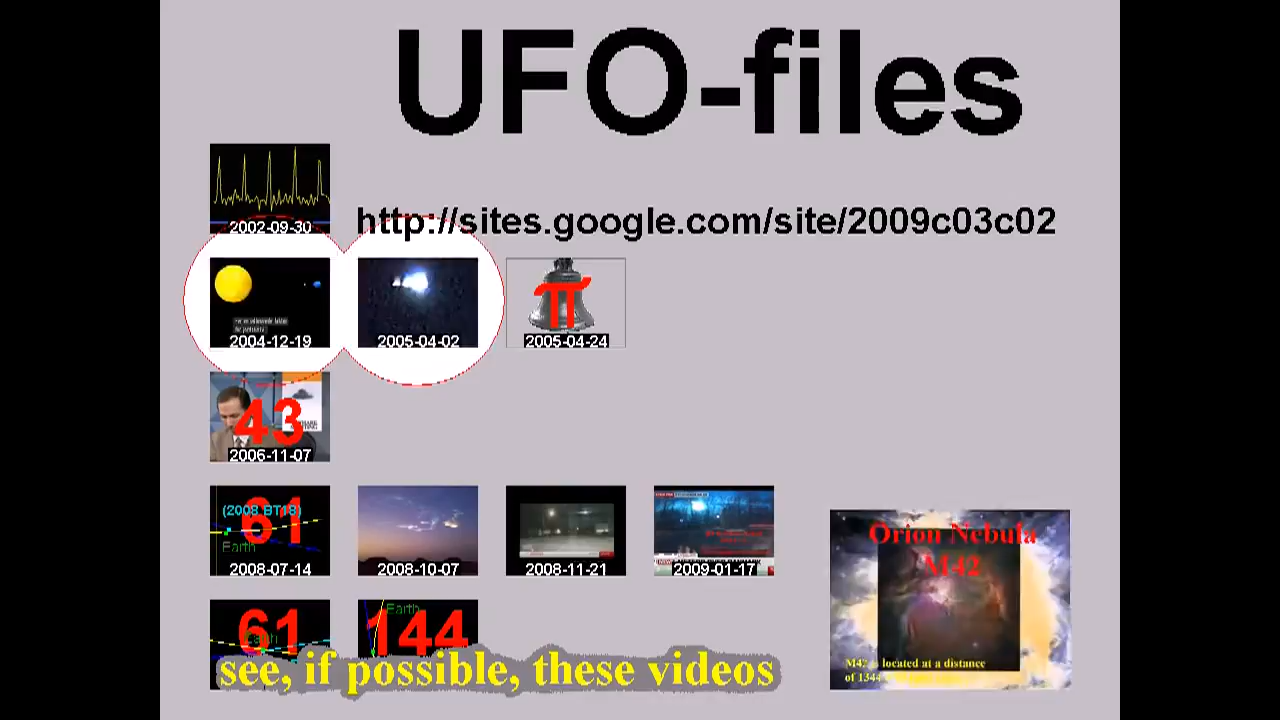 UFO-files
2002-09-30
http://sites.google.com/site/2009c03c02
2004-12-19
2005-04-02
π
2005-04-24
43
2006-11-07
61
(2008 BT18)
Earth
2008-07-14
2008-10-07
2008-11-21
2009-01-17
Orion Nebula
M42
M42 is located at a distance
of 1344
61
Earth
Earth
144
see, if possible, these videos